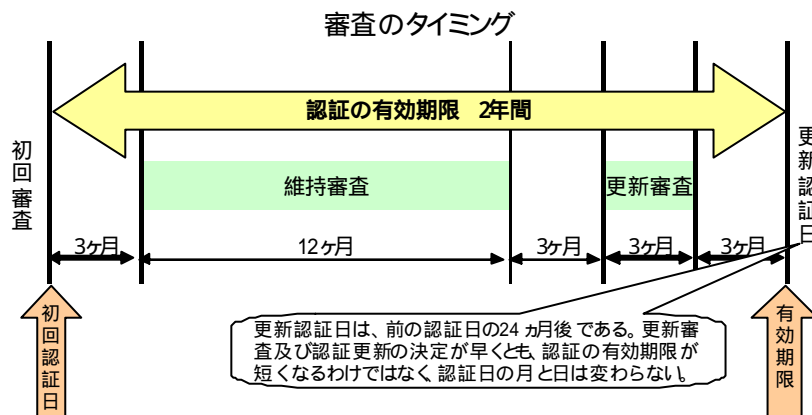 審査のタイミング
認証の有効期限 2年間
初回審査
更新認証日
維持審査
更新審査
3ヶ月
12ヶ月
3ヶ月
3ヶ月
3ヶ月
初回認証日
更新認証日は、前の認証日の24ヵ月後である。更新審
査及び認証更新の決定が早くとも、認証の有効期限が
短くなるわけではなく、認証日の月と日は変わらない。
有効期限